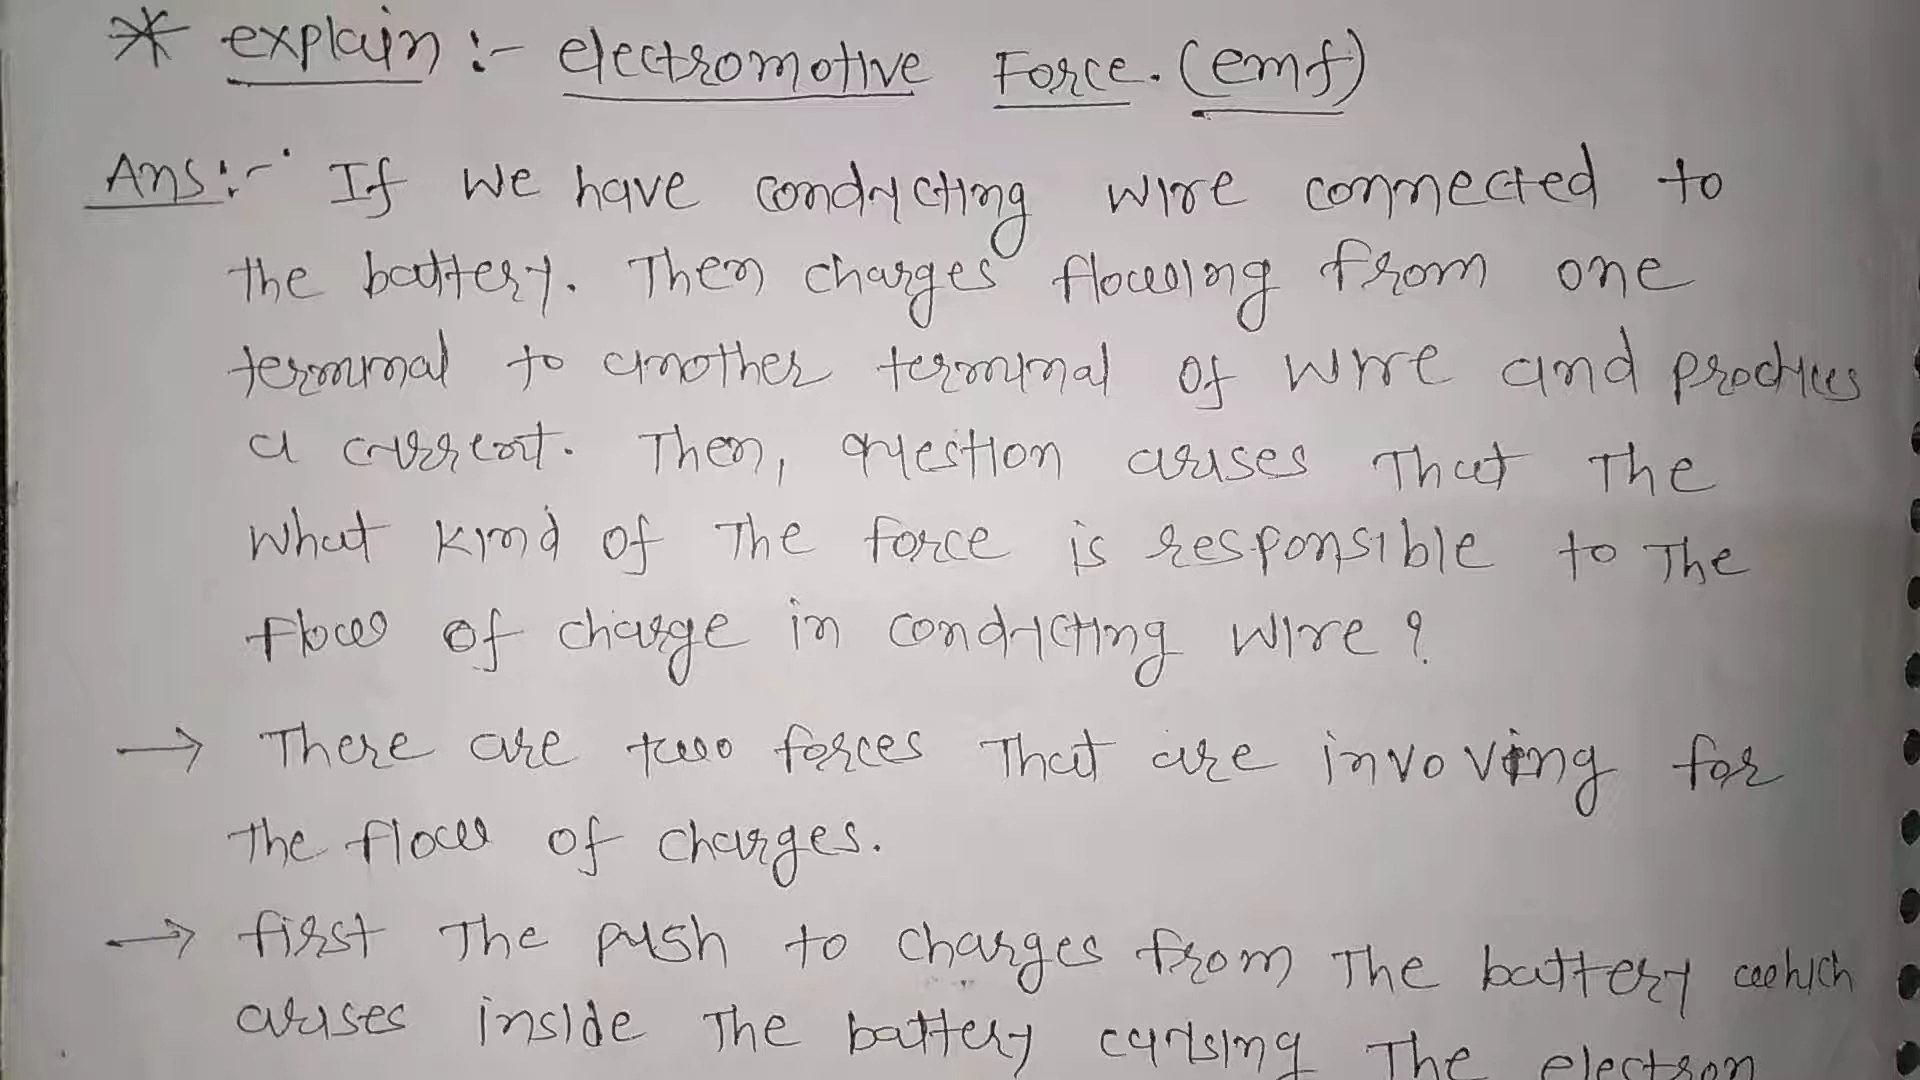 * explain :- electromotive Force. (emf)
Ans:- If we have conducting wire connected to
the battery. Then charges flowing from one
terminal to another terminal of wire and produces
a current. Then, question arises That The
what kind of The force is responsible to The
flow of charge in conducting wire ?
→ There are two forces That are invoving for
the flow of charges.
→ first The push to charges from The battery which
arises inside The battery causing The electron